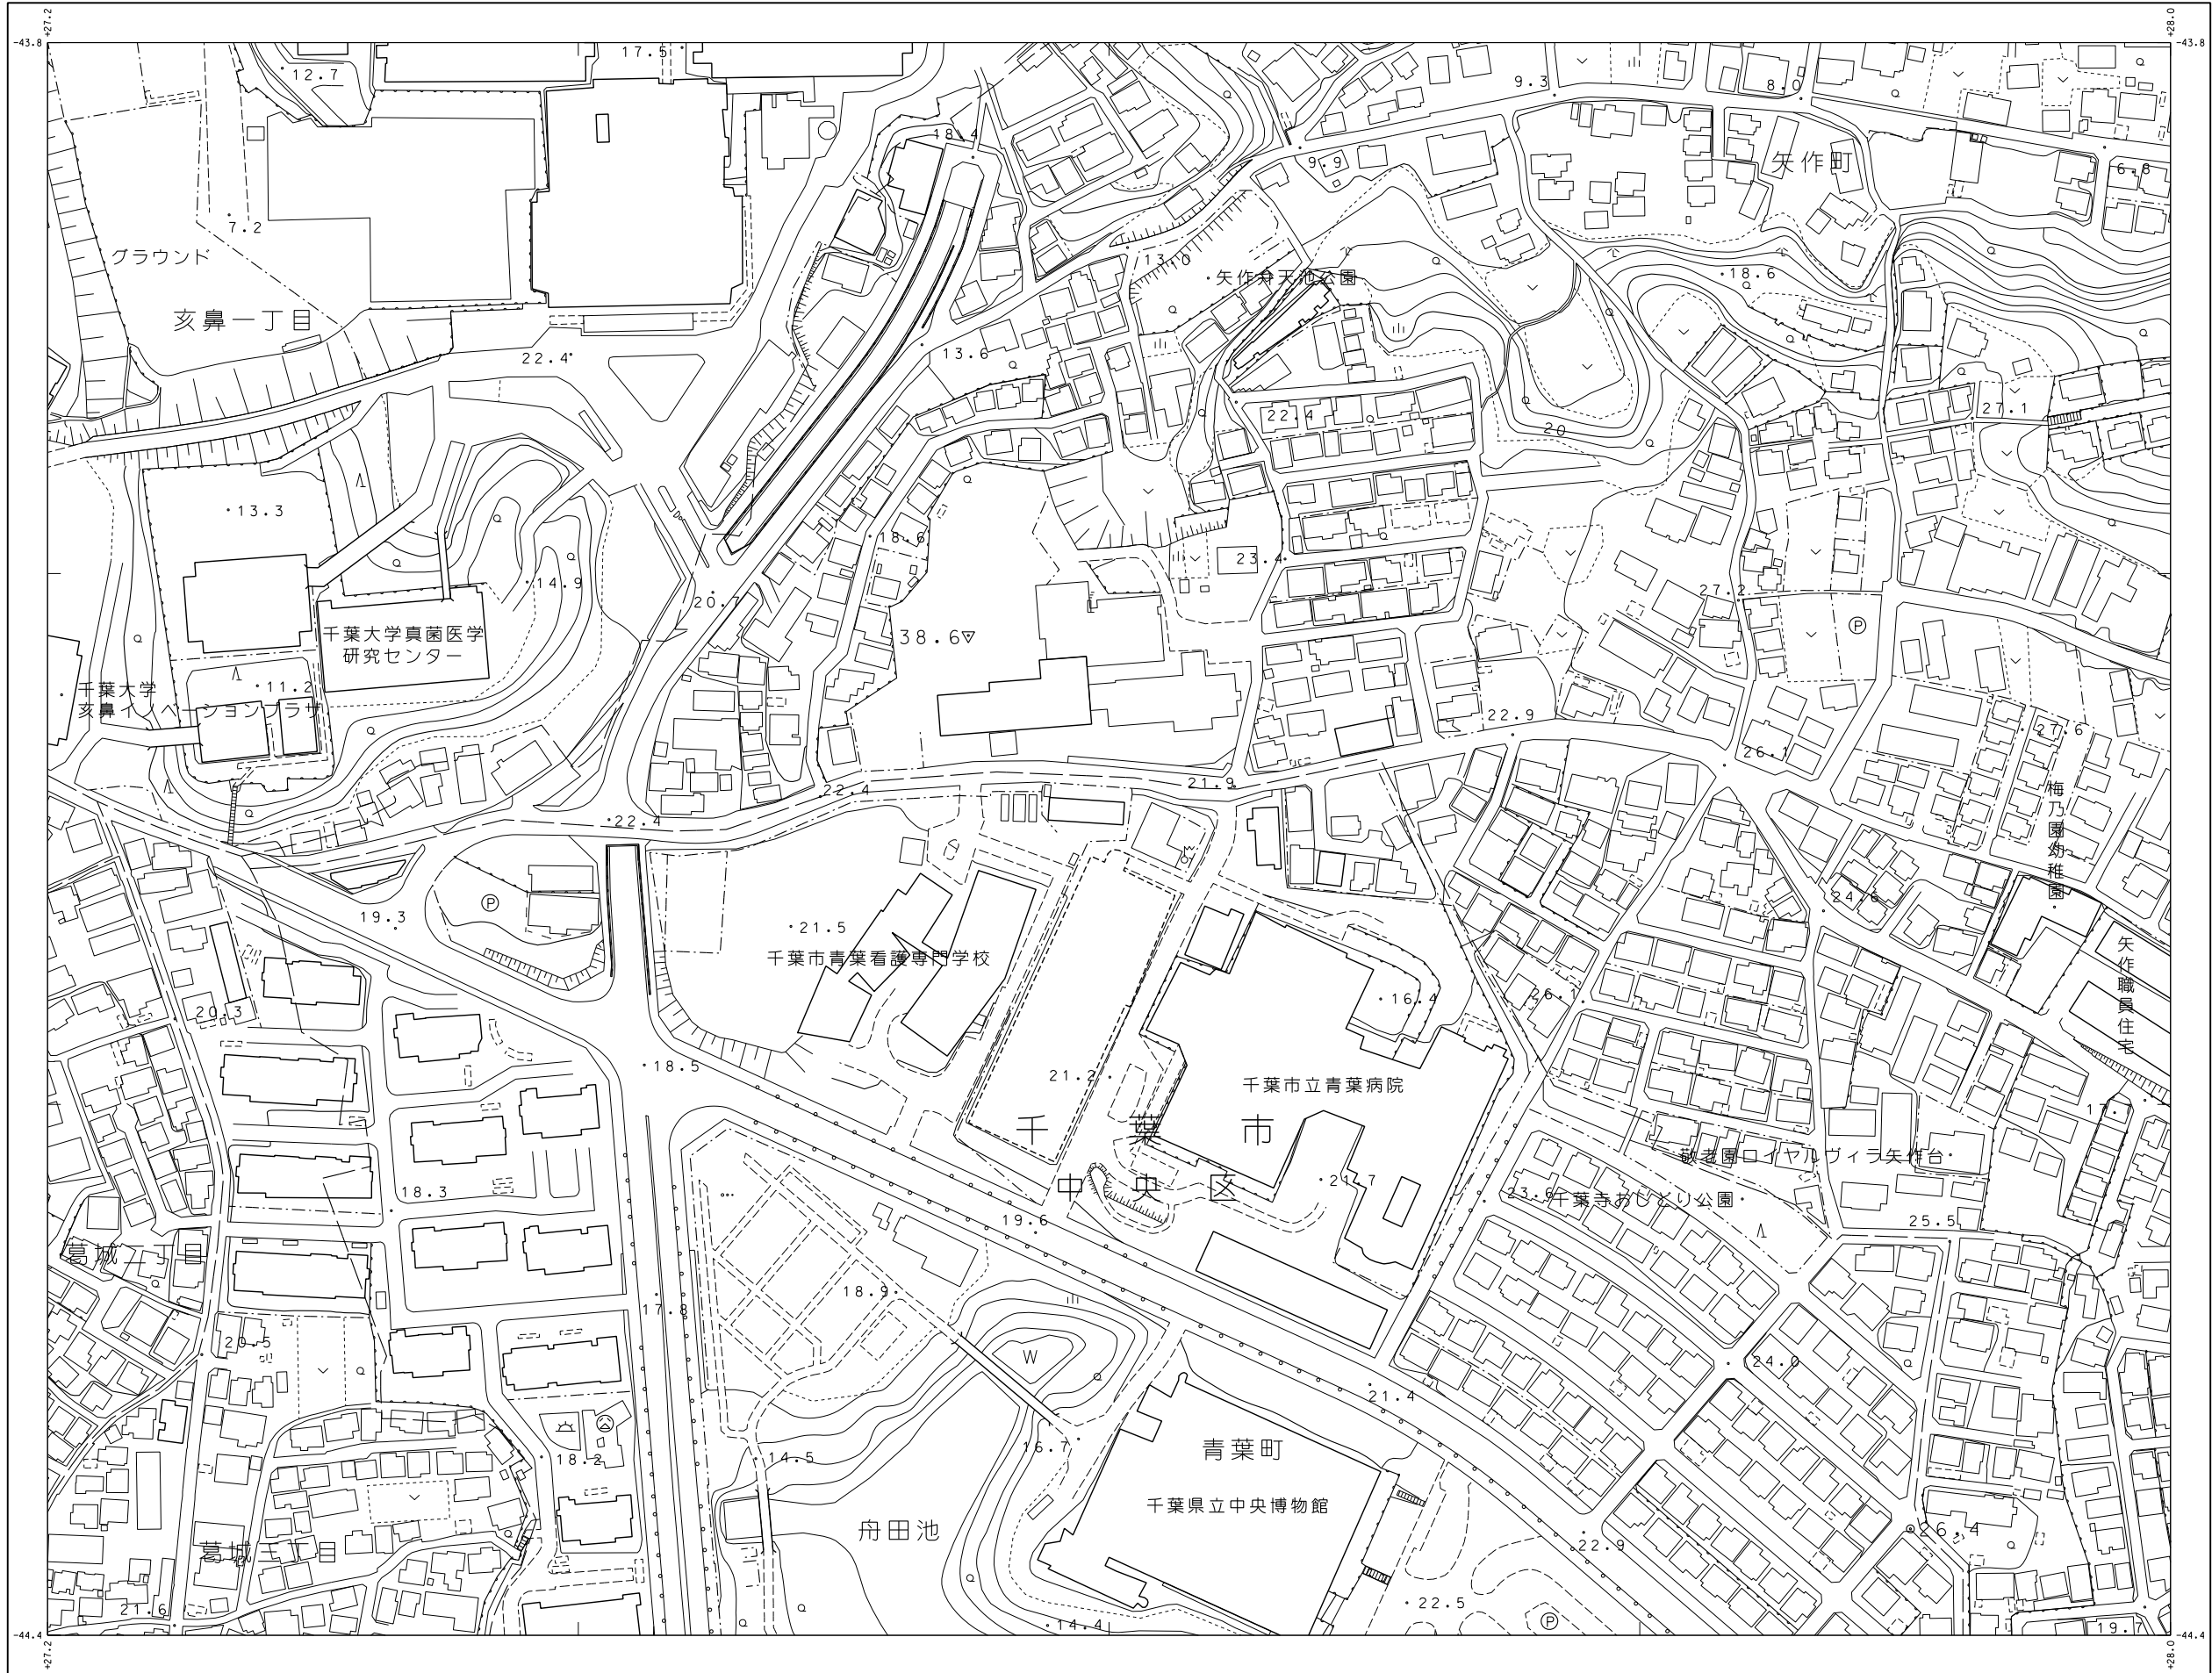 +27.2
+28.0
-43.8
-43.8
17.5
12.7
9.3
8.0
18.4
9.9
矢作町
6.8
7.2
グラウンド
13.0
矢作弁天池公園
18.6
亥鼻一丁目
22.4
13.6
22.4
27.1
20
13.3
18.6
23.4
14.9
27.2
20.7
千葉大学真菌医学
研究センター
38.6
P
11.2
千葉大学
亥鼻イノベーションプラザ
22.9
27.6
26.1
22.4
21.9
22.4
梅乃園幼稚園
24.6
19.3
P
21.5
千葉市青葉看護専門学校
矢作職員住宅
16.4
26.1
20.3
18.5
21.2
千葉市立青葉病院
千葉市
敬老園ロイヤルヴィラ矢作台
18.3
中央区
21.7
23.6
千葉寺おしどり公園
19.6
25.5
葛城二丁目
18.9
17.8
20.5
W
24.0
21.4
16.7
青葉町
18.2
14.5
千葉県立中央博物館
舟田池
26.4
葛城三丁目
22.9
21.6
22.5
P
14.4
19.7
-44.4
-44.4
+27.2
+28.0